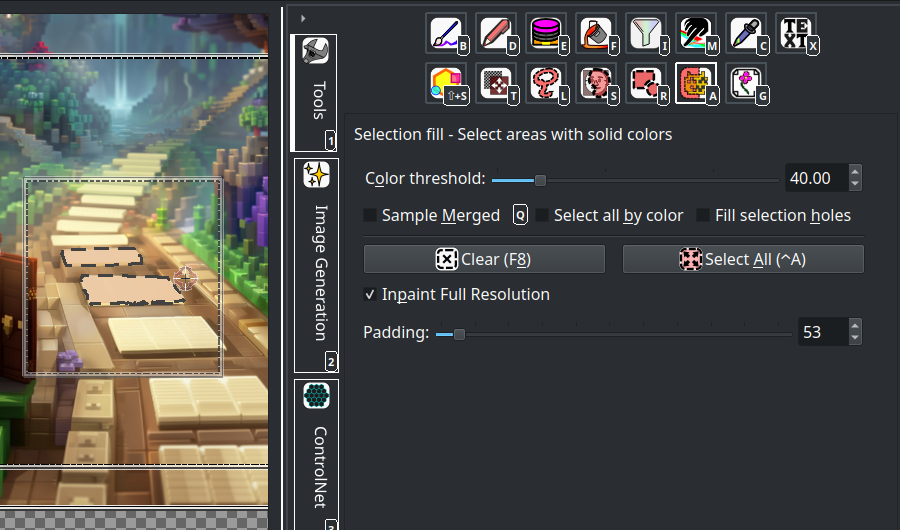 B
D
E
F
I
M
C
TEXT
X
⇧+S
T
L
S
R
A
G
Tools
1
Selection fill - Select areas with solid colors
Color threshold:
40.00
Sample Merged
Q
Select all by color
Fill selection holes
Clear (F8)
Select All (^A)
Inpaint Full Resolution
Padding:
53
Image Generation
2
ControlNet